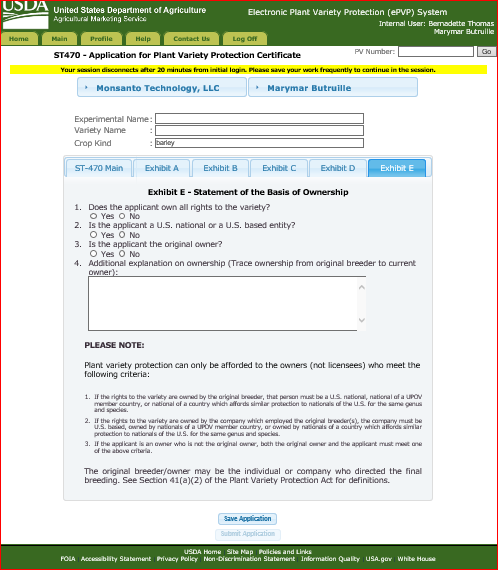 USDA
United States Department of Agriculture
Agricultural Marketing Service
Electronic Plant Variety Protection (ePVP) System
Internal User: Bernadette Thomas
Marymar Butruille
Home Main Profile Help Contact Us Log Off
PV Number: Go
ST470 - Application for Plant Variety Protection Certificate
Your session disconnects after 20 minutes from initial login. Please save your work frequently to continue in the session.
Monsanto Technology, LLC Marymar Butruille
Experimental Name:
Variety Name :
Crop Kind : barley
ST-470 Main Exhibit A Exhibit B Exhibit C Exhibit D Exhibit E
Exhibit E - Statement of the Basis of Ownership
1. Does the applicant own all rights to the variety?
Yes No
2. Is the applicant a U.S. national or a U.S. based entity?
Yes No
3. Is the applicant the original owner?
Yes No
4. Additional explanation on ownership (Trace ownership from original breeder to current
owner):
PLEASE NOTE:
Plant variety protection can only be afforded to the owners (not licensees) who meet the
following criteria:
1. If the rights to the variety are owned by the original breeder, that person must be a U.S. national, national of a UPOV
member country, or national of a country which affords similar protection to nationals of the U.S. for the same genus
and species.
2. If the rights to the variety are owned by the company which employed the original breeder(s), the company must be
U.S. based, owned by nationals of a UPOV member country, or owned by nationals of a country which affords similar
protection to nationals of the U.S. for the same genus and species.
3. If the applicant is an owner who is not the original owner, both the original owner and the applicant must meet one
of the above criteria.
The original breeder/owner may be the individual or company who directed the final
breeding. See Section 41(a)(2) of the Plant Variety Protection Act for definitions.
Save Application
Submit Application
USDA Home Site Map Policies and Links
FOIA Accessibility Statement Privacy Policy Non-Discrimination Statement Information Quality USA.gov White House